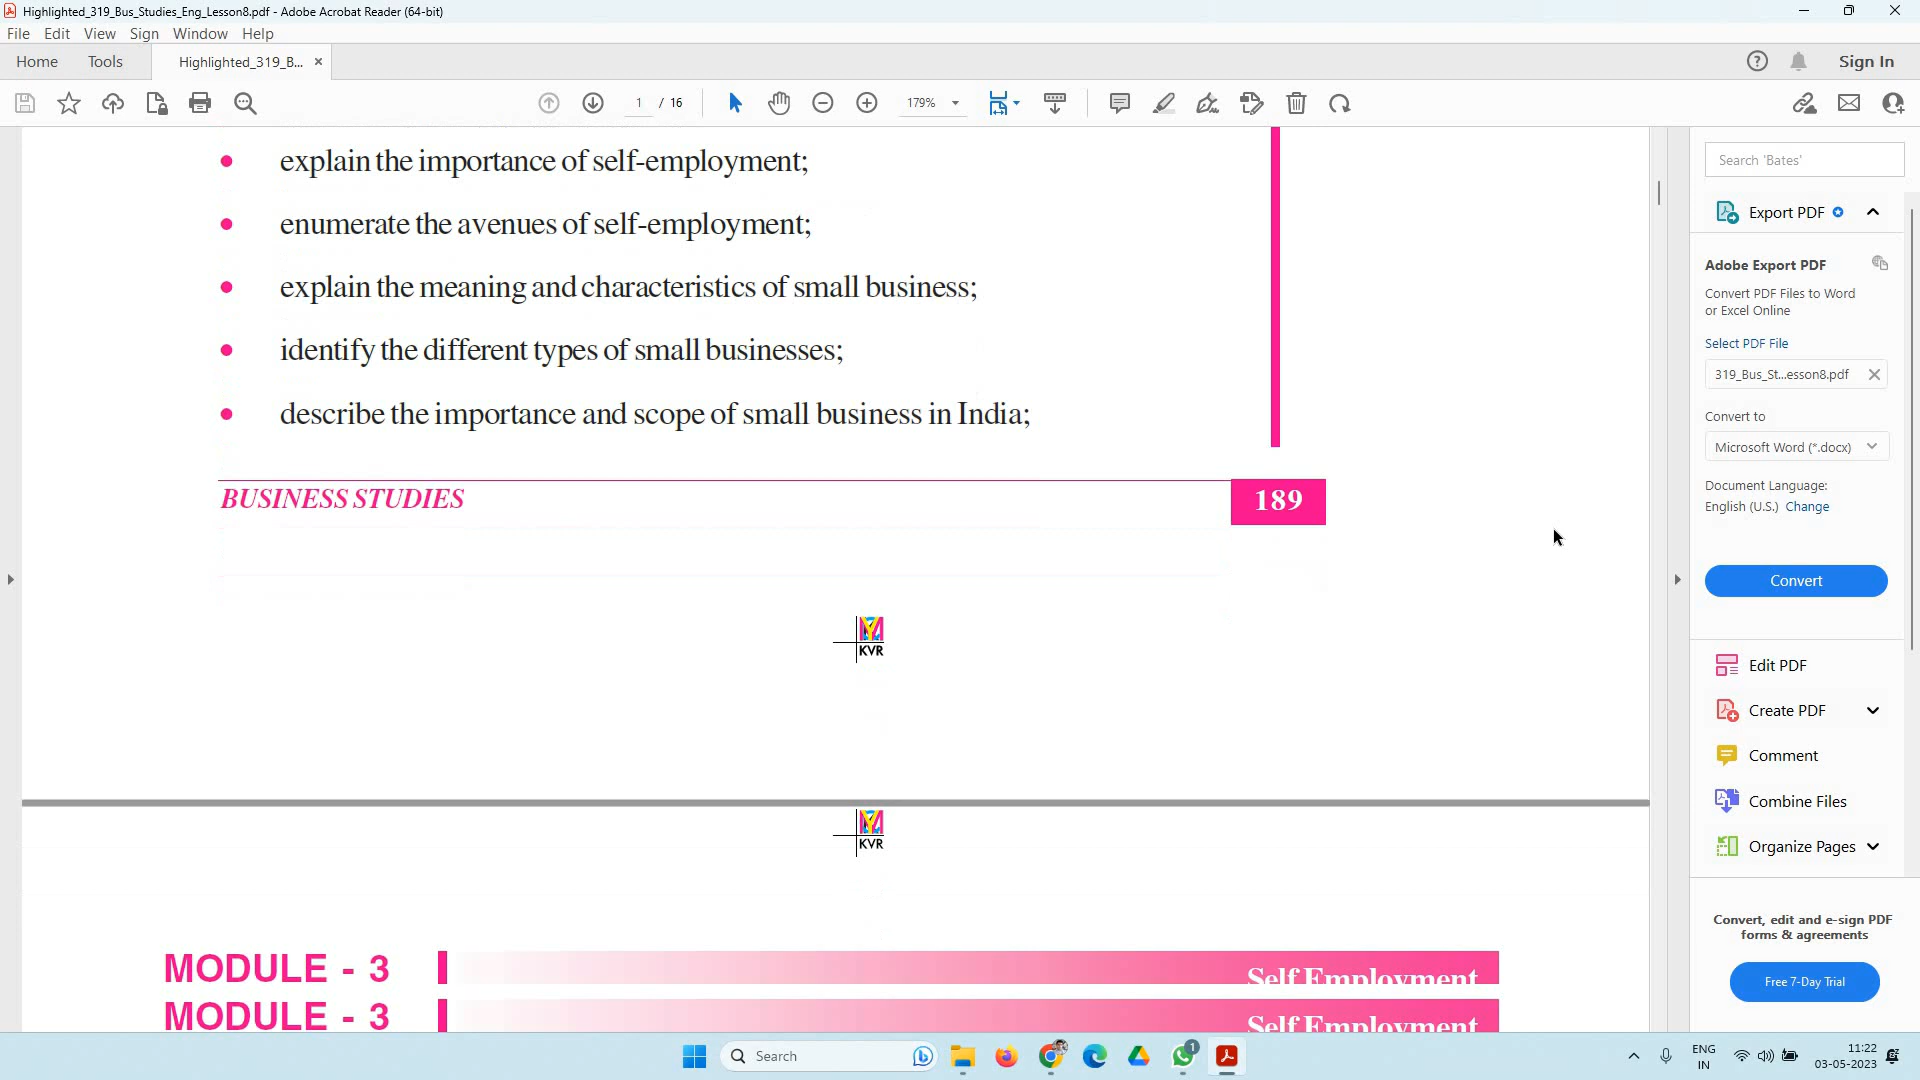 Highlighted_319_Bus_Studies_Eng_Lesson8.pdf - Adobe Acrobat Reader (64-bit)
File Edit View Sign Window Help
Home Tools Highlighted_319_B... × Sign In
1 / 16 179%
explain the importance of self-employment;
enumerate the avenues of self-employment;
explain the meaning and characteristics of small business;
identify the different types of small businesses;
describe the importance and scope of small business in India;
BUSINESS STUDIES 189
KVR
KVR
MODULE - 3 Self Employment
MODULE - 3 Self Employment
Search 'Bates'
Export PDF
Adobe Export PDF
Convert PDF Files to Word
or Excel Online
Select PDF File
319_Bus_St...esson8.pdf
Convert to
Microsoft Word (*.docx)
Document Language:
English (U.S.) Change
Convert
Edit PDF
Create PDF
Comment
Combine Files
Organize Pages
Convert, edit and e-sign PDF
forms & agreements
Free 7-Day Trial
Search 1 ENG 11:22
IN 03-05-2023